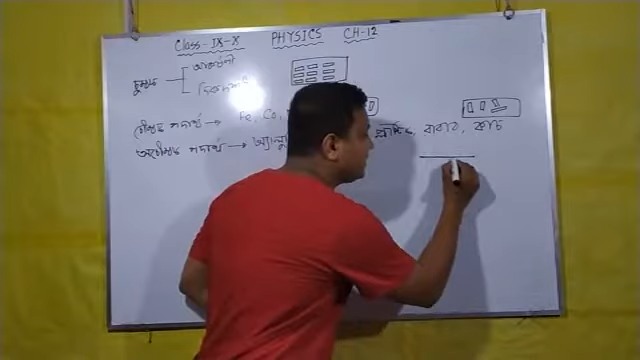 Class-IX-X PHYSICS CH-12
আকর্ষণী
চুম্বক
দিকদর্শী
চৌম্বক পদার্থ → Fe, Co,
অচৌম্বক পদার্থ → প্লাস্টিক, রাবার, কাচ